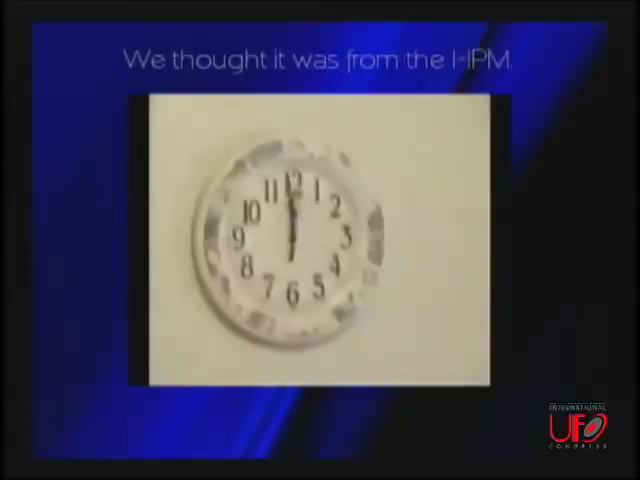 We thought it was from the I-IPM.
11 12 1
10 2
9 3
8 4
7 6 5
INTERNATIONAL
UFO
CONGRESS